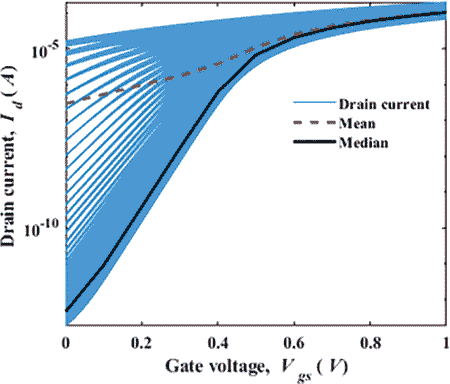 10^-5
10^-10
Drain current, I_d (A)
Drain current
Mean
Median
0
0.2
0.4
0.6
0.8
1
Gate voltage, V_gs (V)